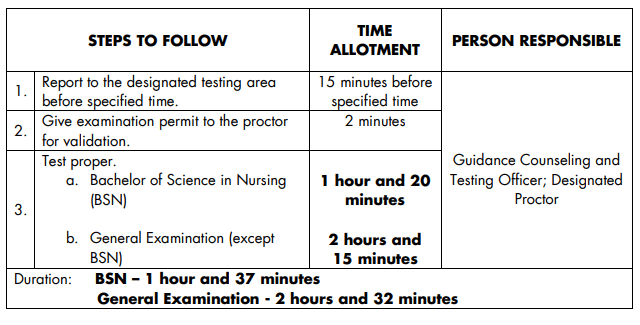 STEPS TO FOLLOW
TIME
ALLOTMENT
PERSON RESPONSIBLE
1.
Report to the designated testing area
before specified time.
15 minutes before
specified time
2.
Give examination permit to the proctor
for validation.
2 minutes
3.
Test proper.
a. Bachelor of Science in Nursing
(BSN)
1 hour and 20
minutes
b. General Examination (except
BSN)
2 hours and
15 minutes
Guidance Counseling and
Testing Officer; Designated
Proctor
Duration: BSN – 1 hour and 37 minutes
General Examination - 2 hours and 32 minutes